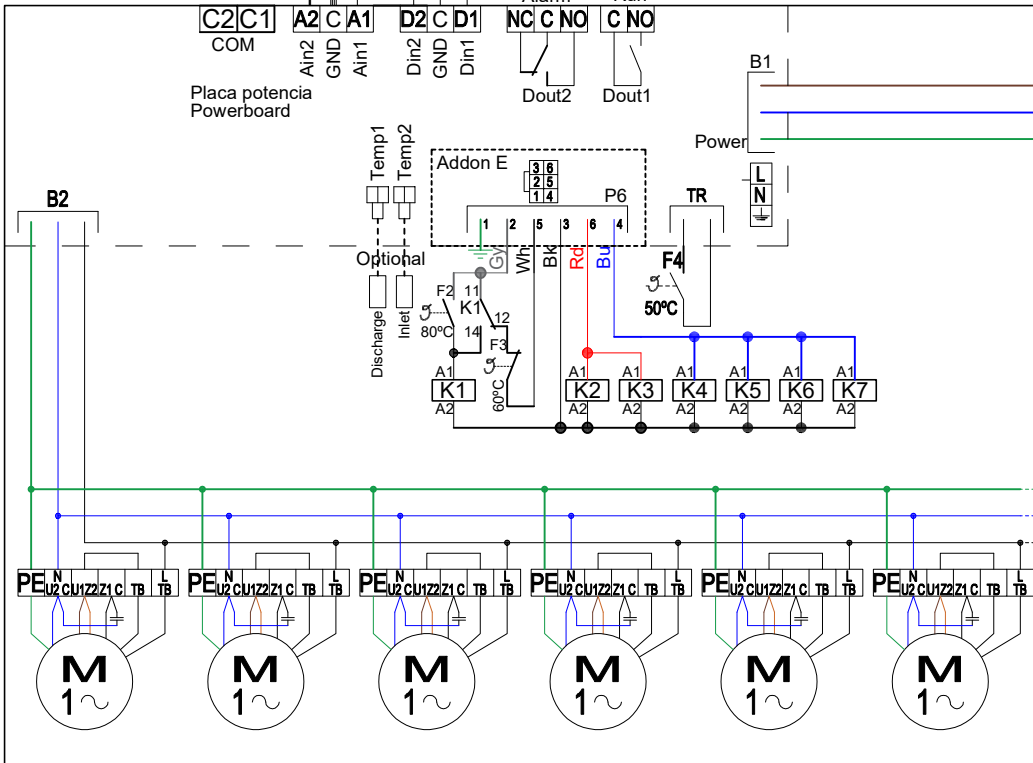 C2 C1 A2 C A1 D2 C D1 NC C NO C NO
COM
Ain2 GND Ain1 Din2 GND Din1
Dout2 Dout1
Placa potencia
Powerboard
B1
Power
L
N
Temp1 Temp2
Addon E
3 6
2 5
1 4
P6
TR
B2
1 2 5 3 6 4
Gy Wh Bk Rd Bu
Optional
Discharge Inlet
F4
50ºC
F2 11
K1
80ºC 14 12
F3
60ºC
A1 A1 A1 A1 A1 A1
K1 K2 K3 K4 K5 K6 K7
A2 A2 A2 A2 A2 A2 A2
PE N U2 C U1 Z2 Z1 C TB L TB
PE N U2 C U1 Z2 Z1 C TB L TB
PE N U2 C U1 Z2 Z1 C TB L TB
PE N U2 C U1 Z2 Z1 C TB L TB
PE N U2 C U1 Z2 Z1 C TB L TB
PE N U2 C U1 Z2 Z1 C TB L TB
M M M M M M
1~ 1~ 1~ 1~ 1~ 1~